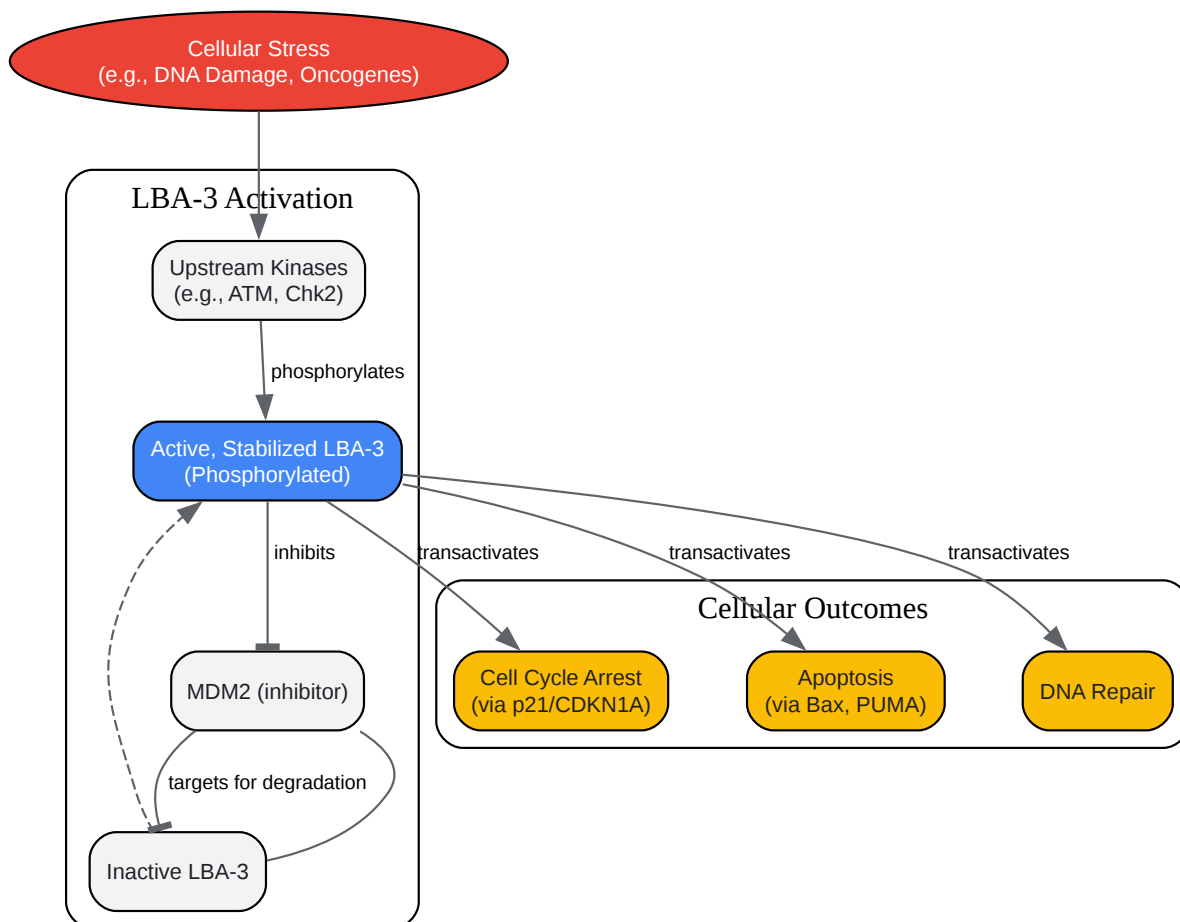 Cellular Stress
(e.g., DNA Damage, Oncogenes)
LBA-3 Activation
Upstream Kinases
(e.g., ATM, Chk2)
phosphorylates
Active, Stabilized LBA-3
(Phosphorylated)
inhibits
transactivates
transactivates
transactivates
Cellular Outcomes
MDM2 (inhibitor)
Cell Cycle Arrest
(via p21/CDKN1A)
Apoptosis
(via Bax, PUMA)
DNA Repair
targets for degradation
Inactive LBA-3